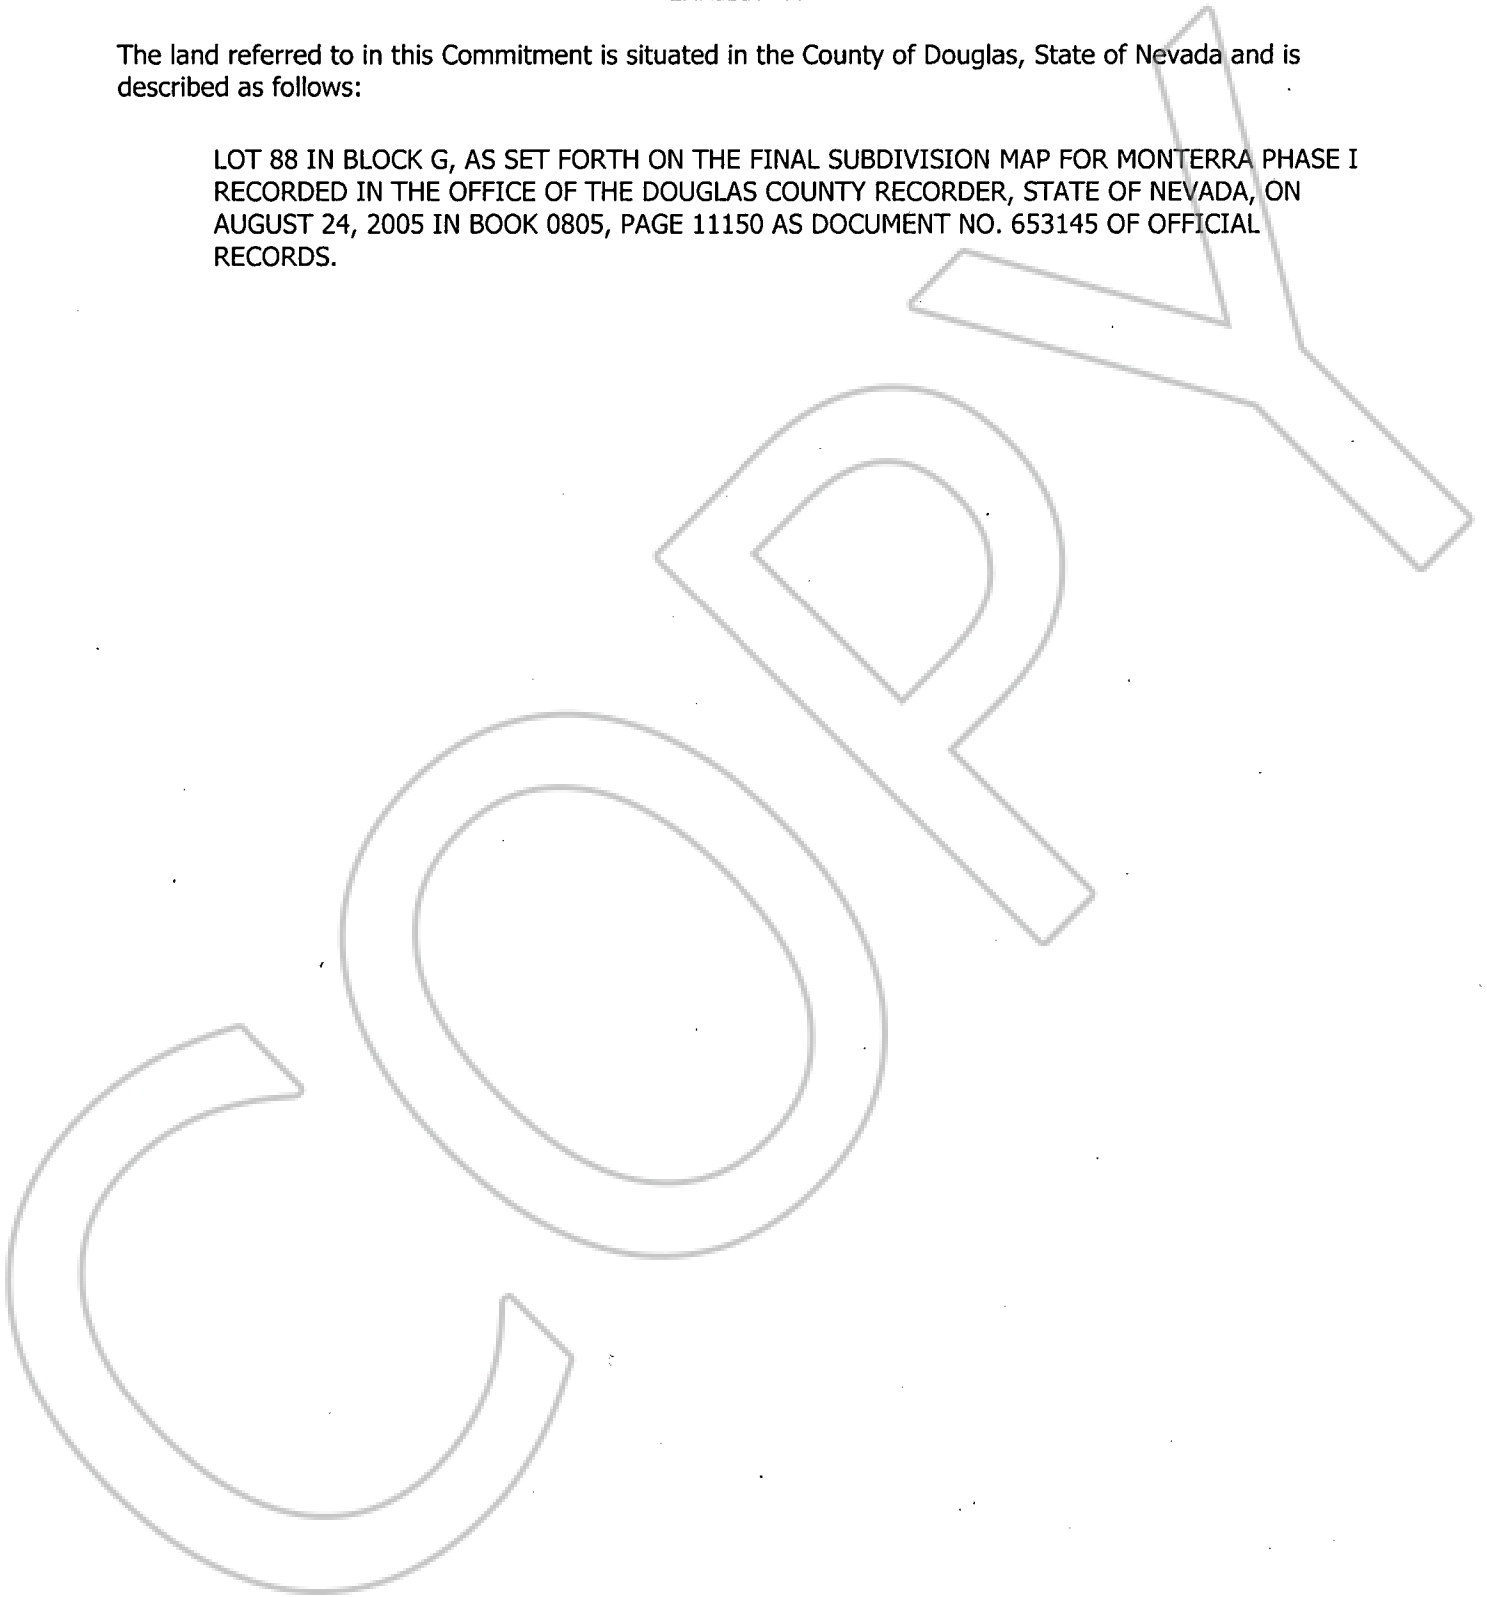 The land referred to in this Commitment is situated in the County of Douglas, State of Nevada and is
described as follows:
LOT 88 IN BLOCK G, AS SET FORTH ON THE FINAL SUBDIVISION MAP FOR MONTERRA PHASE I
RECORDED IN THE OFFICE OF THE DOUGLAS COUNTY RECORDER, STATE OF NEVADA, ON
AUGUST 24, 2005 IN BOOK 0805, PAGE 11150 AS DOCUMENT NO. 653145 OF OFFICIAL
RECORDS.
COPY